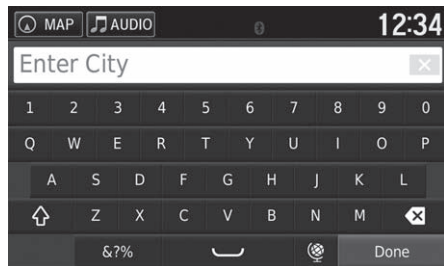 MAP AUDIO 12:34
Enter City
1 2 3 4 5 6 7 8 9 0
Q W E R T Y U I O P
A S D F G H J K L
Z X C V B N M
&?% Done